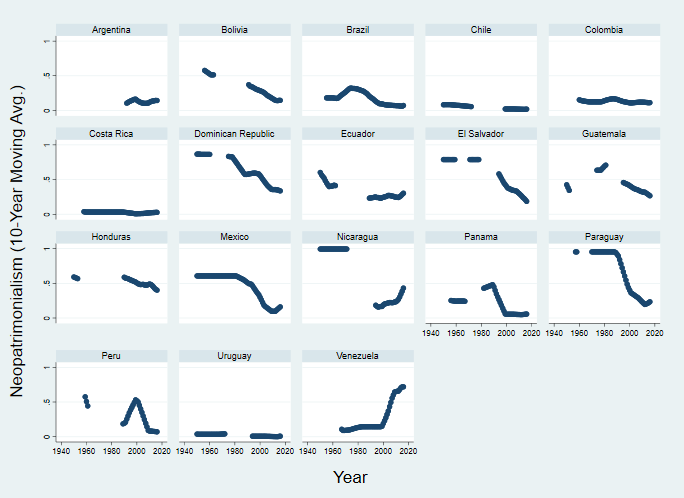 Neopatrimonialism (10-Year Moving Avg.)
Argentina Bolivia Brazil Chile Colombia
0 .5 1
Costa Rica Dominican Republic Ecuador El Salvador Guatemala
0 .5 1
Honduras Mexico Nicaragua Panama Paraguay
0 .5 1
1940 1960 1980 2000 2020 1940 1960 1980 2000 2020
Peru Uruguay Venezuela
0 .5 1
1940 1960 1980 2000 2020 1940 1960 1980 2000 2020 1940 1960 1980 2000 2020
Year